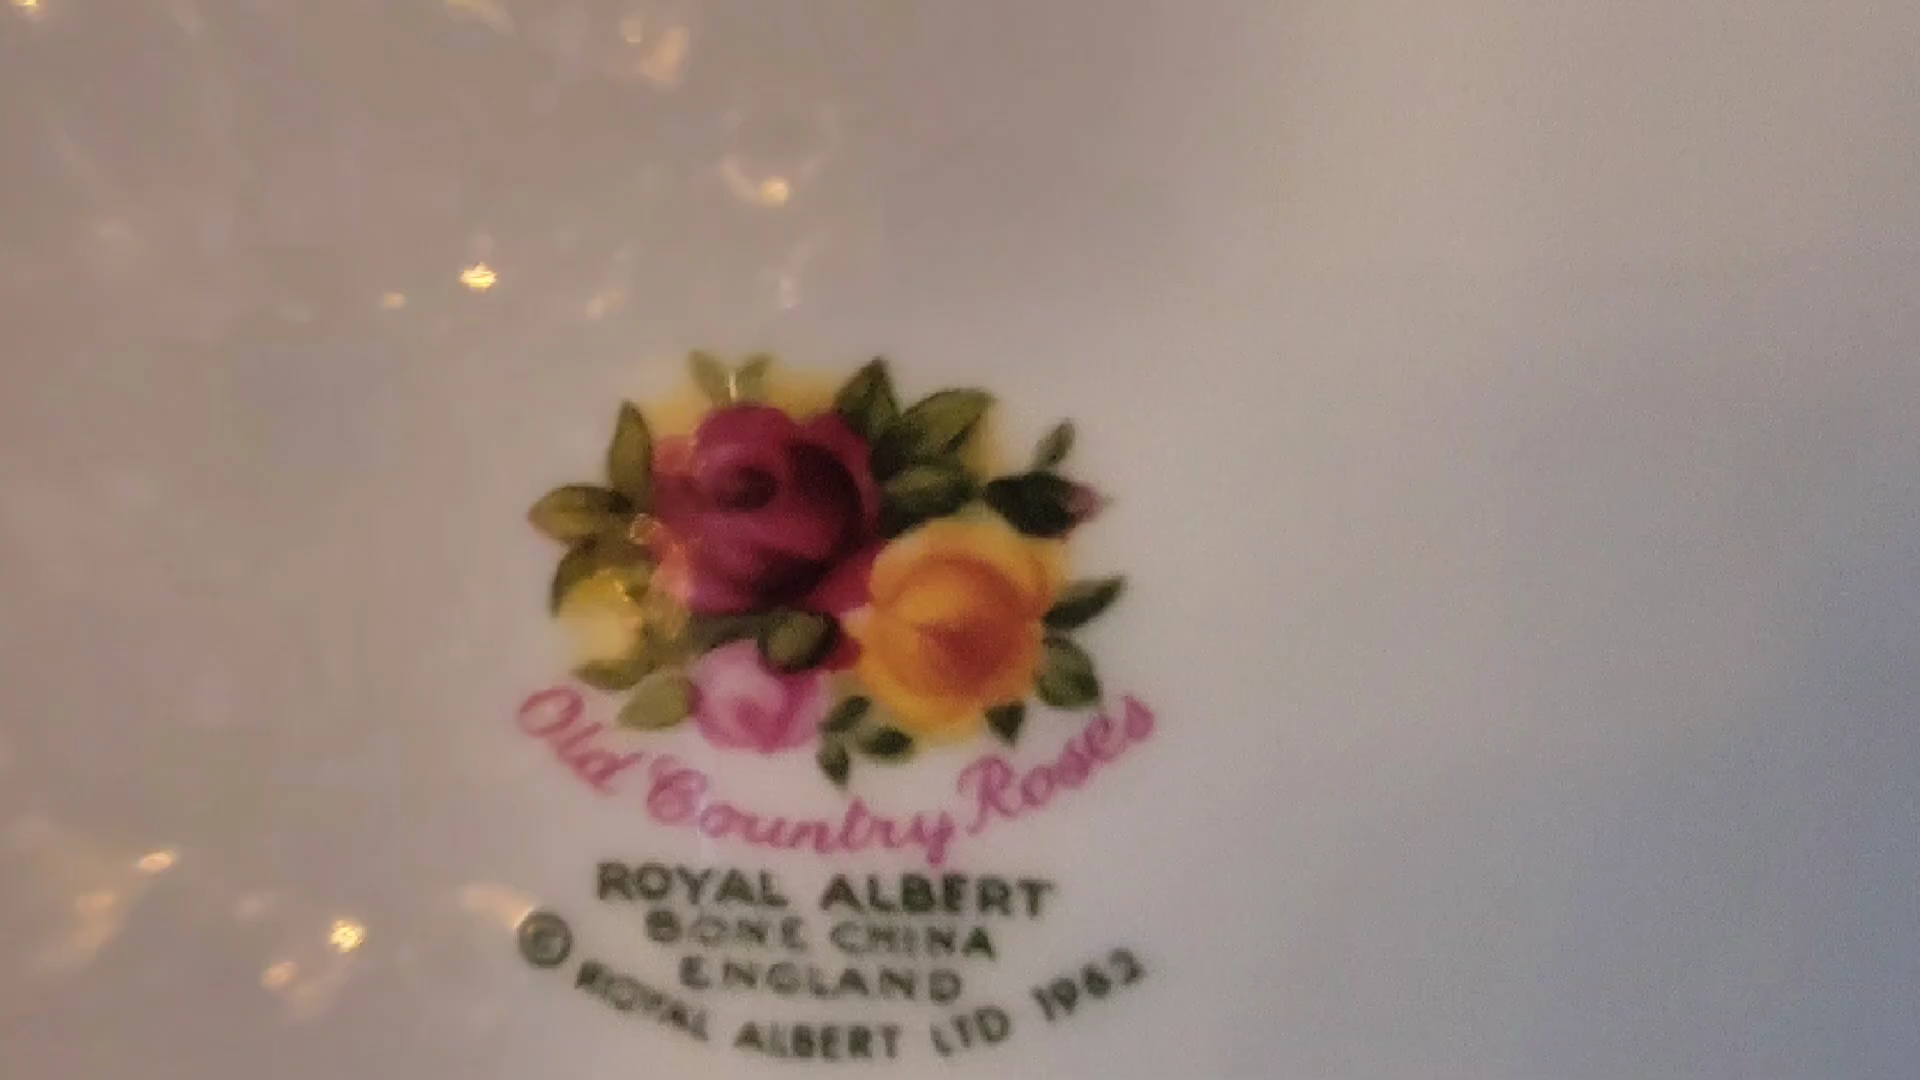 Old Country Roses
ROYAL ALBERT
BONE CHINA
ENGLAND
© ROYAL ALBERT LTD 1962